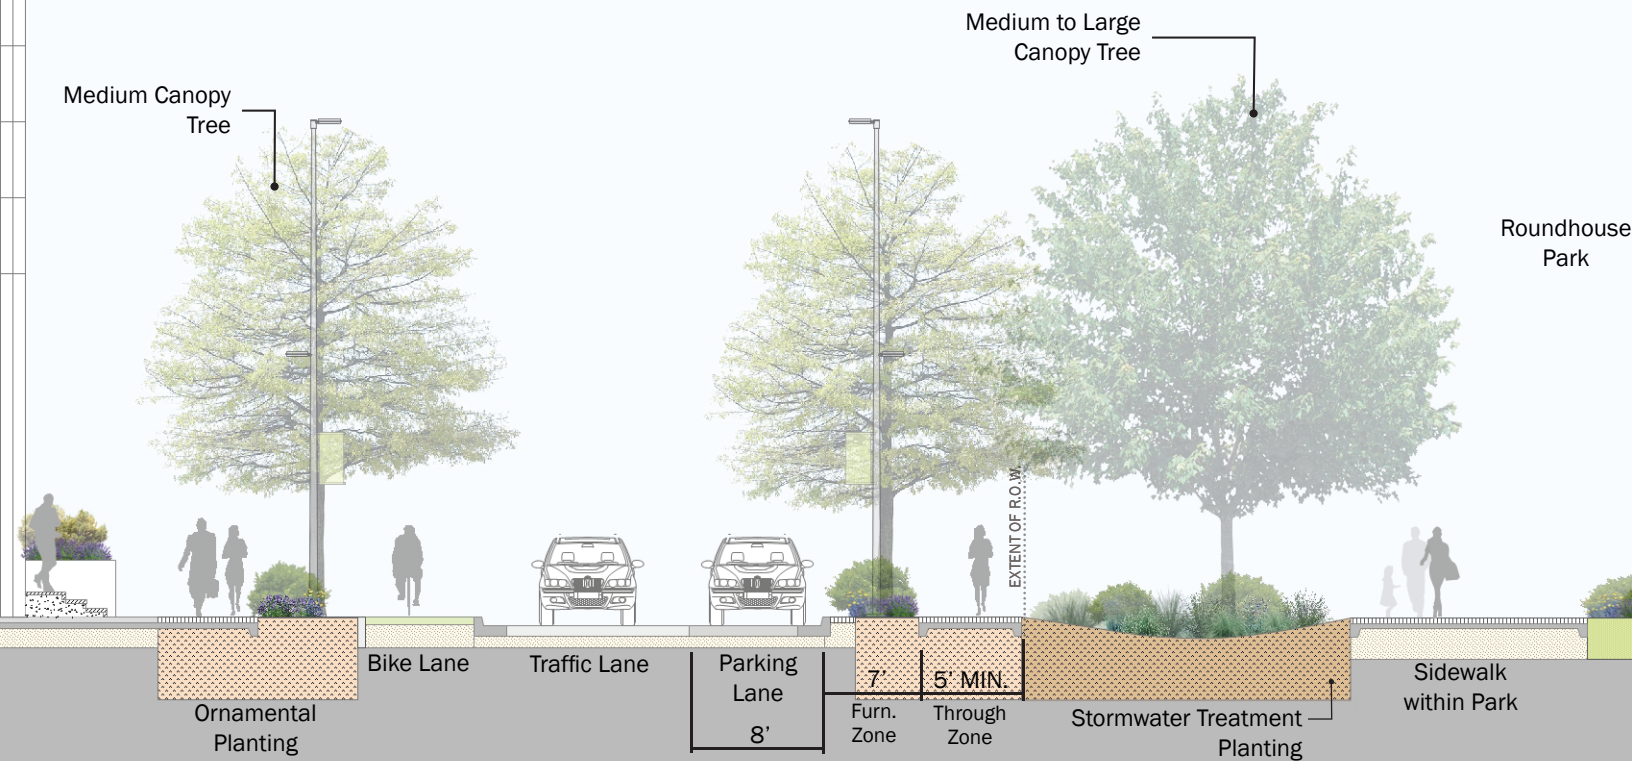 Medium to Large
Canopy Tree
Medium Canopy
Tree
Roundhouse
Park
EXTENT OF R.O.W.
Bike Lane
Traffic Lane
Parking
Lane
8’
7’
Furn.
Zone
5’ MIN.
Through
Zone
Sidewalk
within Park
Ornamental
Planting
Stormwater Treatment
Planting